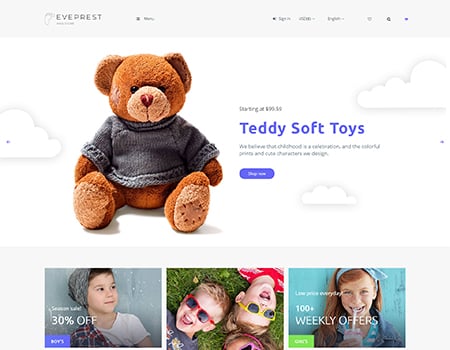 EVEPREST
Menu
Sign in
USD($)
English
Starting at $99.99
Teddy Soft Toys
We believe that childhood is a celebration, and the colorful
prints and cute characters we design.
Shop now
Season sale!
30% OFF
BOY'S
Low price everyday!
100+
WEEKLY OFFERS
GIRL'S